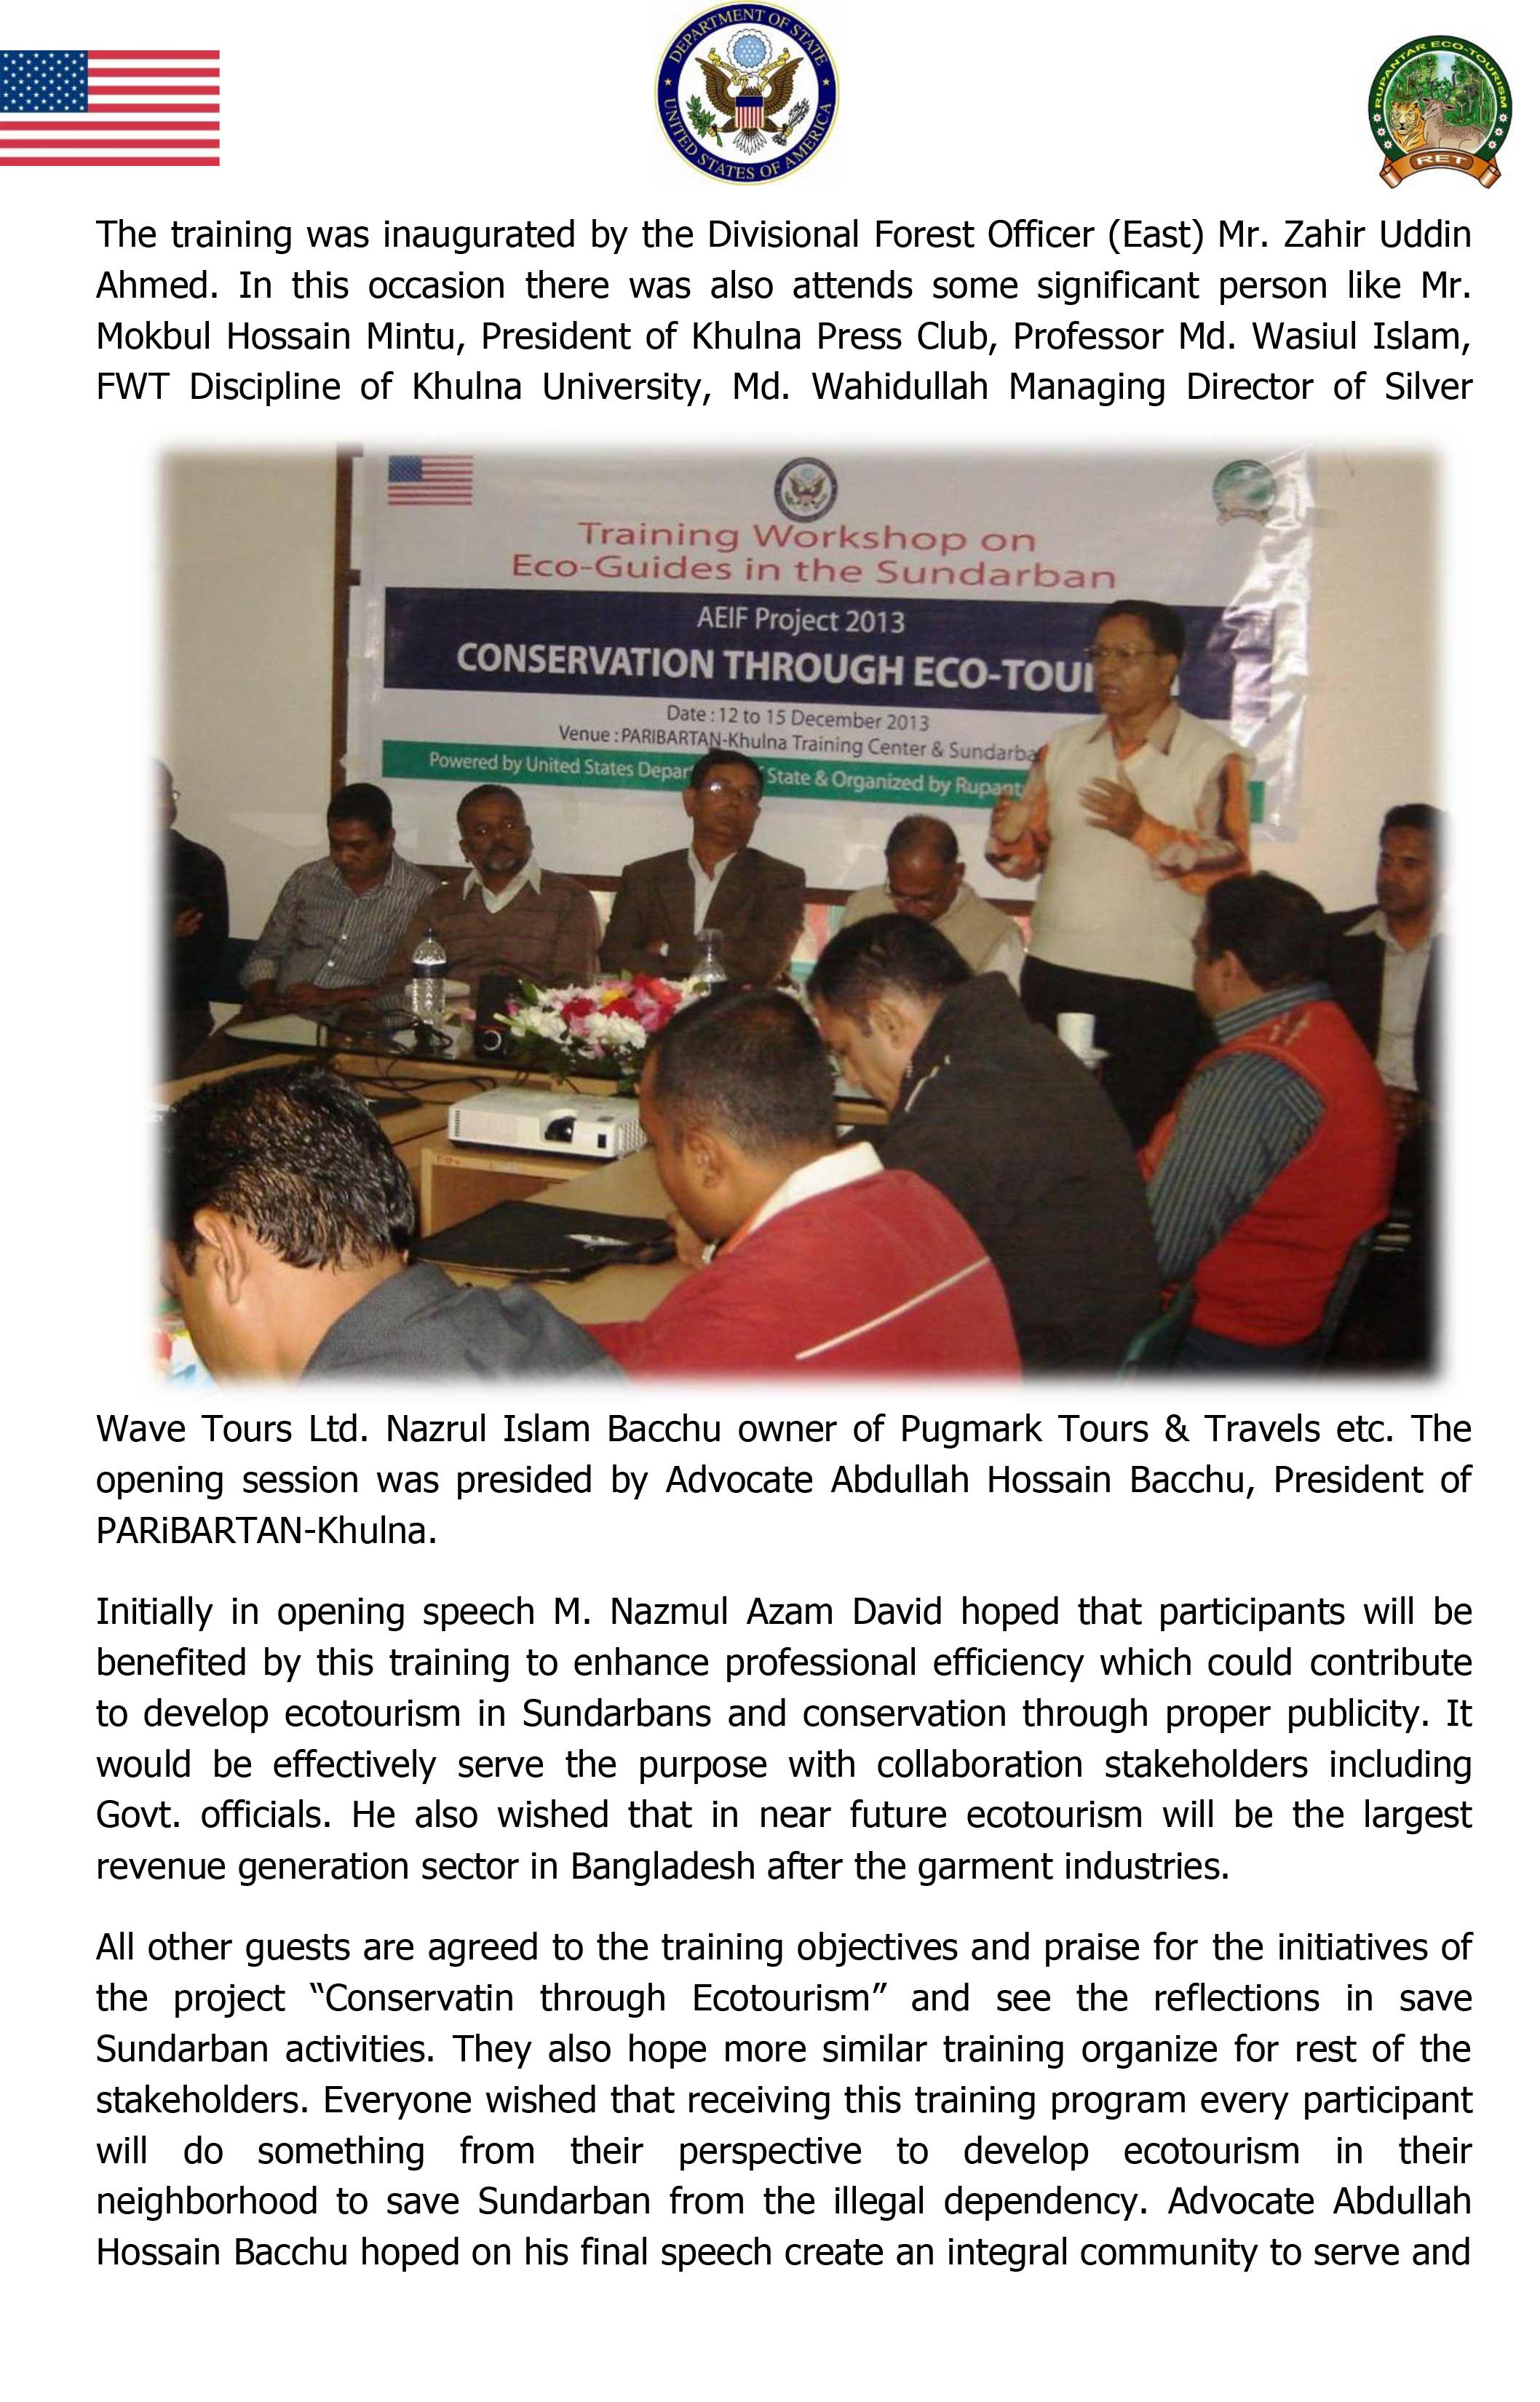 DEPARTMENT OF STATE
UNITED STATES OF AMERICA
RUPANTAR ECO-TOURISM
RET
The training was inaugurated by the Divisional Forest Officer (East) Mr. Zahir Uddin
Ahmed. In this occasion there was also attends some significant person like Mr.
Mokbul Hossain Mintu, President of Khulna Press Club, Professor Md. Wasiul Islam,
FWT Discipline of Khulna University, Md. Wahidullah Managing Director of Silver
Training Workshop on
Eco-Guides in the Sundarban
AEIF Project 2013
CONSERVATION THROUGH ECO-TOU
Date : 12 to 15 December 2013
Venue : PARIBARTAN-Khulna Training Center & Sundarba
Powered by United States Depar State & Organized by Rupant
Wave Tours Ltd. Nazrul Islam Bacchu owner of Pugmark Tours & Travels etc. The
opening session was presided by Advocate Abdullah Hossain Bacchu, President of
PARiBARTAN-Khulna.
Initially in opening speech M. Nazmul Azam David hoped that participants will be
benefited by this training to enhance professional efficiency which could contribute
to develop ecotourism in Sundarbans and conservation through proper publicity. It
would be effectively serve the purpose with collaboration stakeholders including
Govt. officials. He also wished that in near future ecotourism will be the largest
revenue generation sector in Bangladesh after the garment industries.
All other guests are agreed to the training objectives and praise for the initiatives of
the project “Conservatin through Ecotourism” and see the reflections in save
Sundarban activities. They also hope more similar training organize for rest of the
stakeholders. Everyone wished that receiving this training program every participant
will do something from their perspective to develop ecotourism in their
neighborhood to save Sundarban from the illegal dependency. Advocate Abdullah
Hossain Bacchu hoped on his final speech create an integral community to serve and